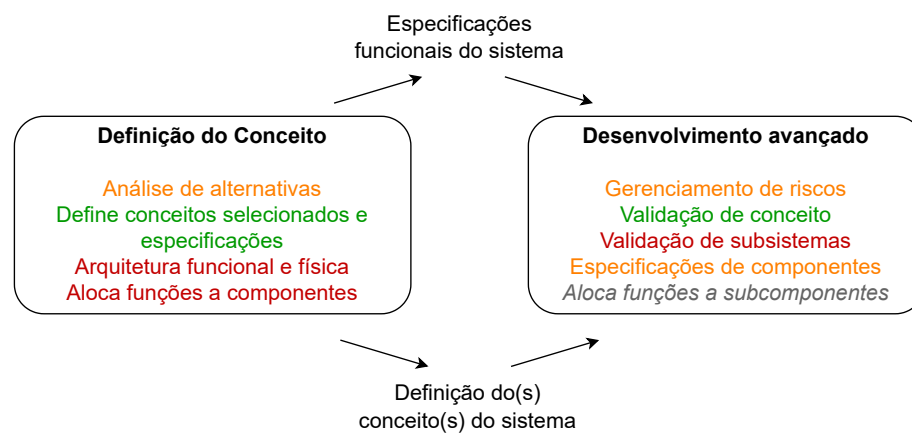 Especificações
funcionais do sistema
Definição do Conceito
Análise de alternativas
Define conceitos selecionados e
especificações
Arquitetura funcional e física
Aloca funções a componentes
Desenvolvimento avançado
Gerenciamento de riscos
Validação de conceito
Validação de subsistemas
Especificações de componentes
Aloca funções a subcomponentes
Definição do(s)
conceito(s) do sistema